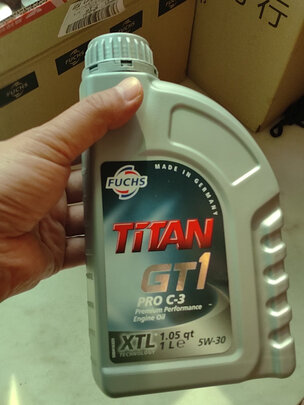 FUCHS
行
MADE IN GERMANY
FUCHS
TITAN
GT1
PRO C-3
Premium Performance
Engine Oil
XTL
TECHNOLOGY
1.05 qt
1 L e
5W-30